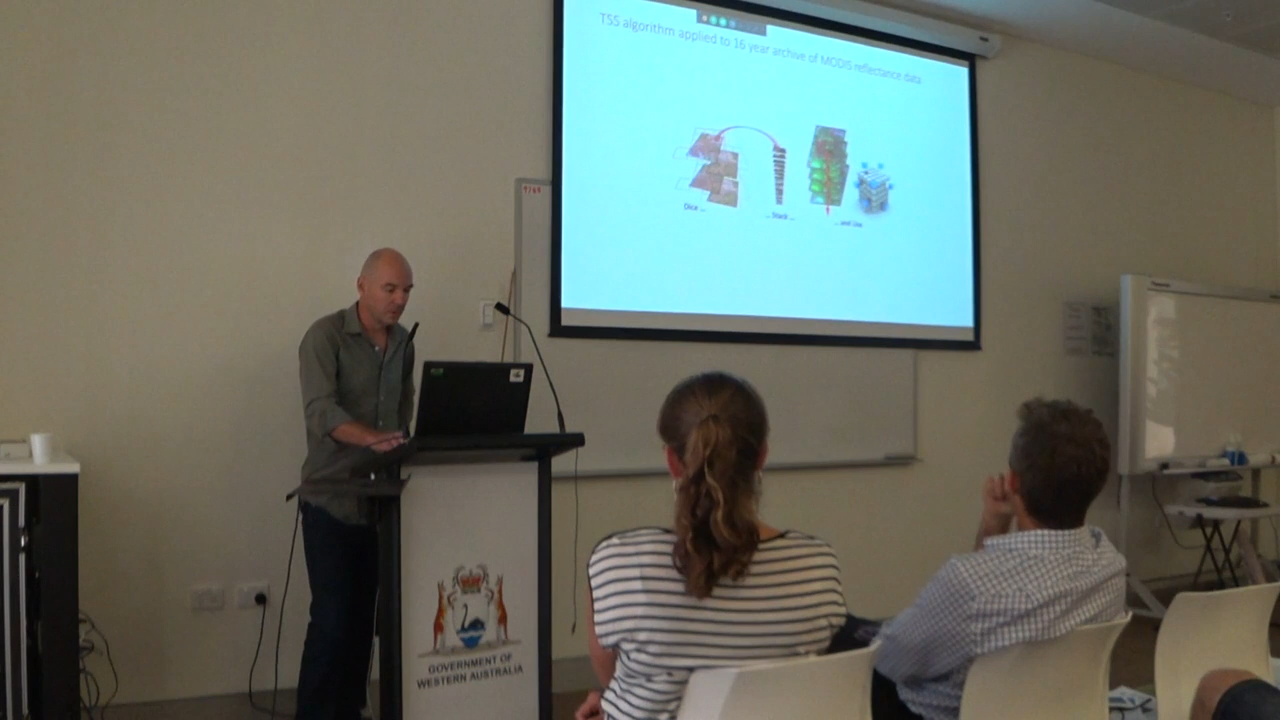 TSS algorithm applied to 16 year archive of MODIS reflectance data
Dice ...
... Stack ...
... and Use
GOVERNMENT OF
WESTERN AUSTRALIA